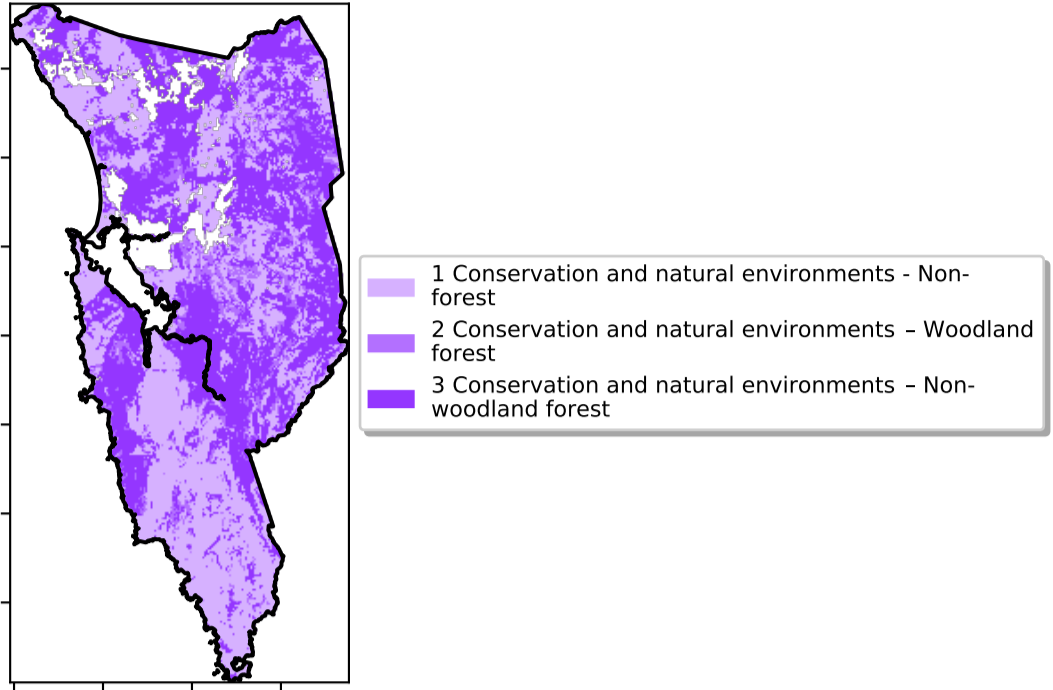 1 Conservation and natural environments - Non-
forest
2 Conservation and natural environments – Woodland
forest
3 Conservation and natural environments – Non-
woodland forest